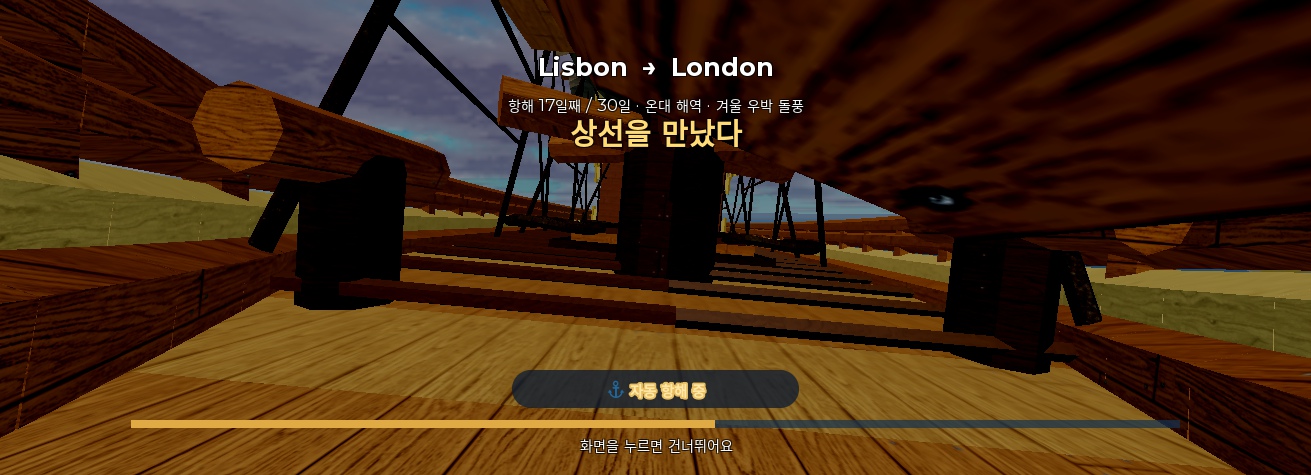 Lisbon → London
항해 17일째 / 30일 · 온대 해역 · 겨울 우박 돌풍
상선을 만났다
⚓ 자동 항해 중
화면을 누르면 건너뛰어요